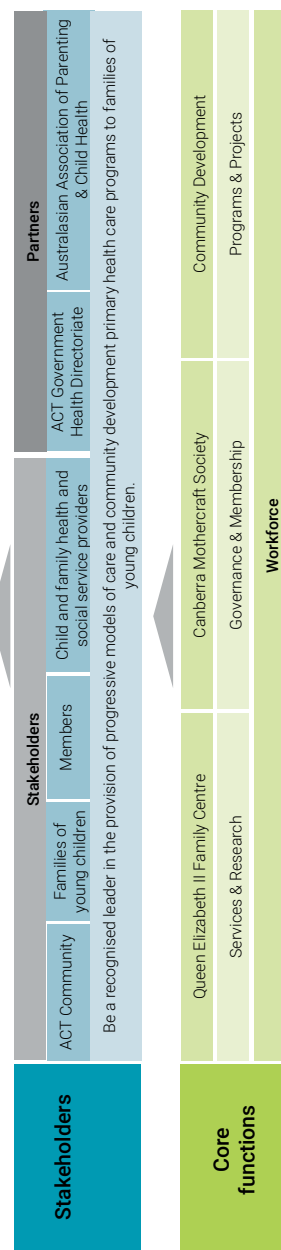 Stakeholders
Stakeholders
Partners
ACT Community
Families of
young children
Members
Child and family health and
social service providers
ACT Government
Health Directoriate
Australasian Association of Parenting
& Child Health
Be a recognised leader in the provision of progressive models of care and community development primary health care programs to families of
young children.
Core
functions
Queen Elizabeth II Family Centre
Canberra Mothercraft Society
Community Development
Services & Research
Governance & Membership
Programs & Projects
Workforce